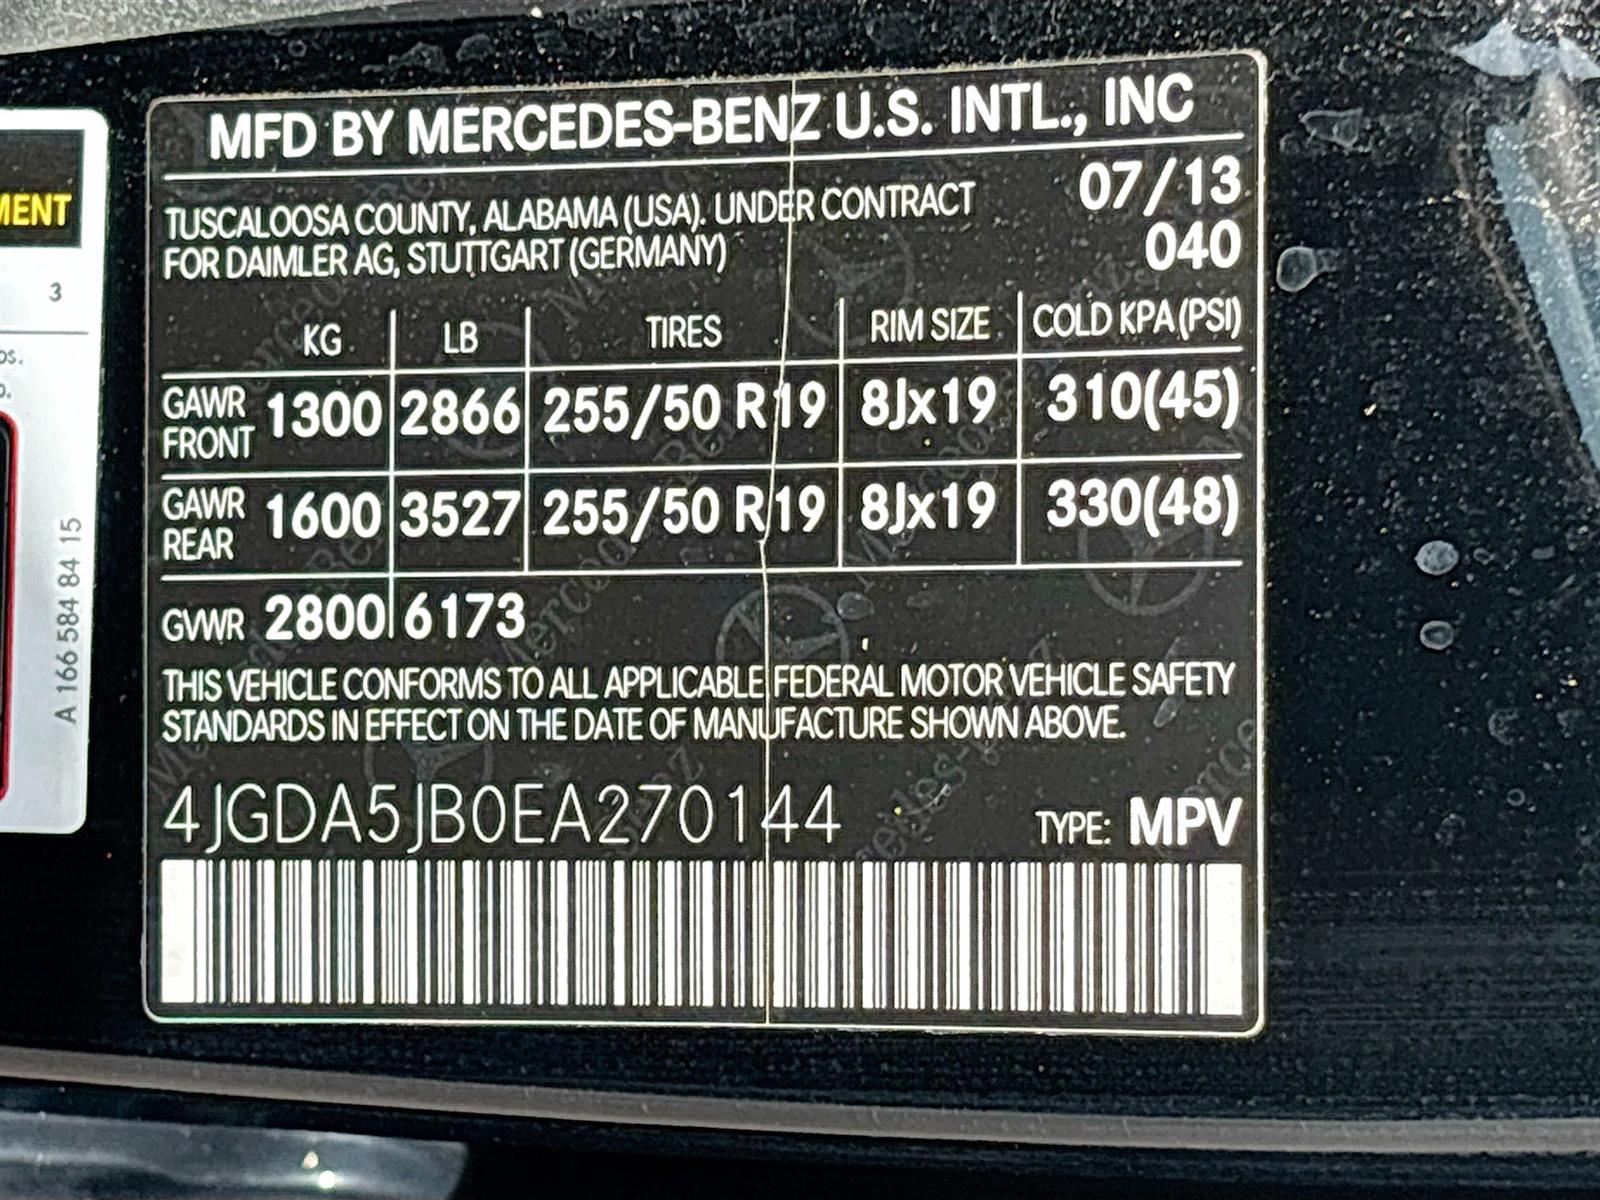 MENT
3
bs.
A 166 584 84 15
MFD BY MERCEDES-BENZ U.S. INTL., INC
TUSCALOOSA COUNTY, ALABAMA (USA). UNDER CONTRACT 07/13
FOR DAIMLER AG, STUTTGART (GERMANY) 040
KG LB TIRES RIM SIZE COLD KPA(PSI)
GAWR FRONT 1300 2866 255/50 R19 8Jx19 310(45)
GAWR REAR 1600 3527 255/50 R19 8Jx19 330(48)
GVWR 2800 6173
THIS VEHICLE CONFORMS TO ALL APPLICABLE FEDERAL MOTOR VEHICLE SAFETY
STANDARDS IN EFFECT ON THE DATE OF MANUFACTURE SHOWN ABOVE.
4JGDA5JB0EA270144 TYPE: MPV